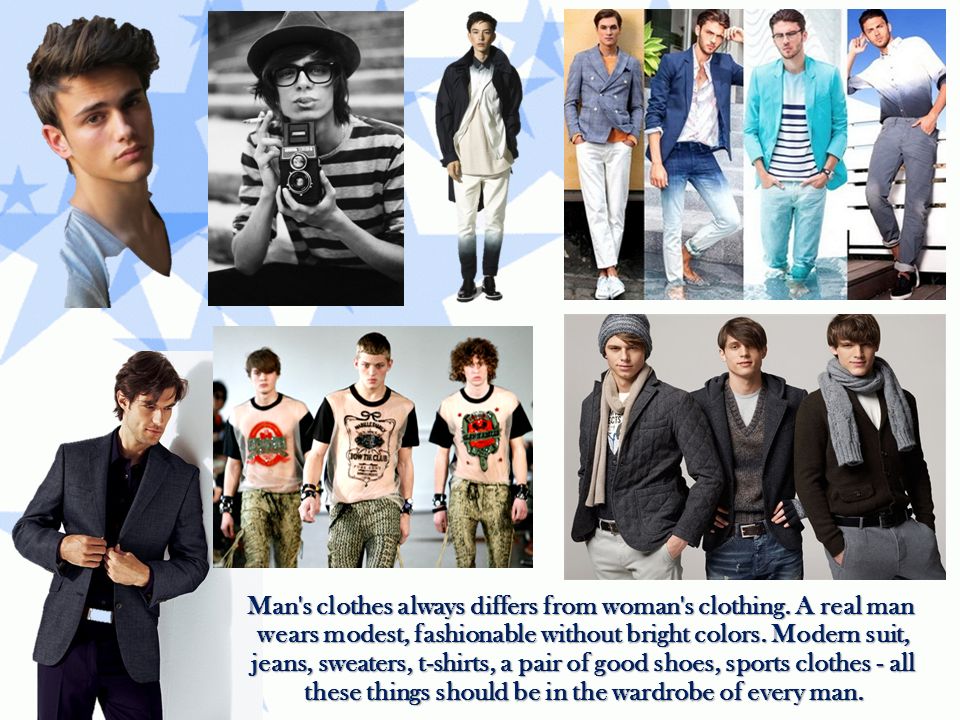 Man's clothes always differs from woman's clothing. A real man
wears modest, fashionable without bright colors. Modern suit,
jeans, sweaters, t-shirts, a pair of good shoes, sports clothes - all
these things should be in the wardrobe of every man.